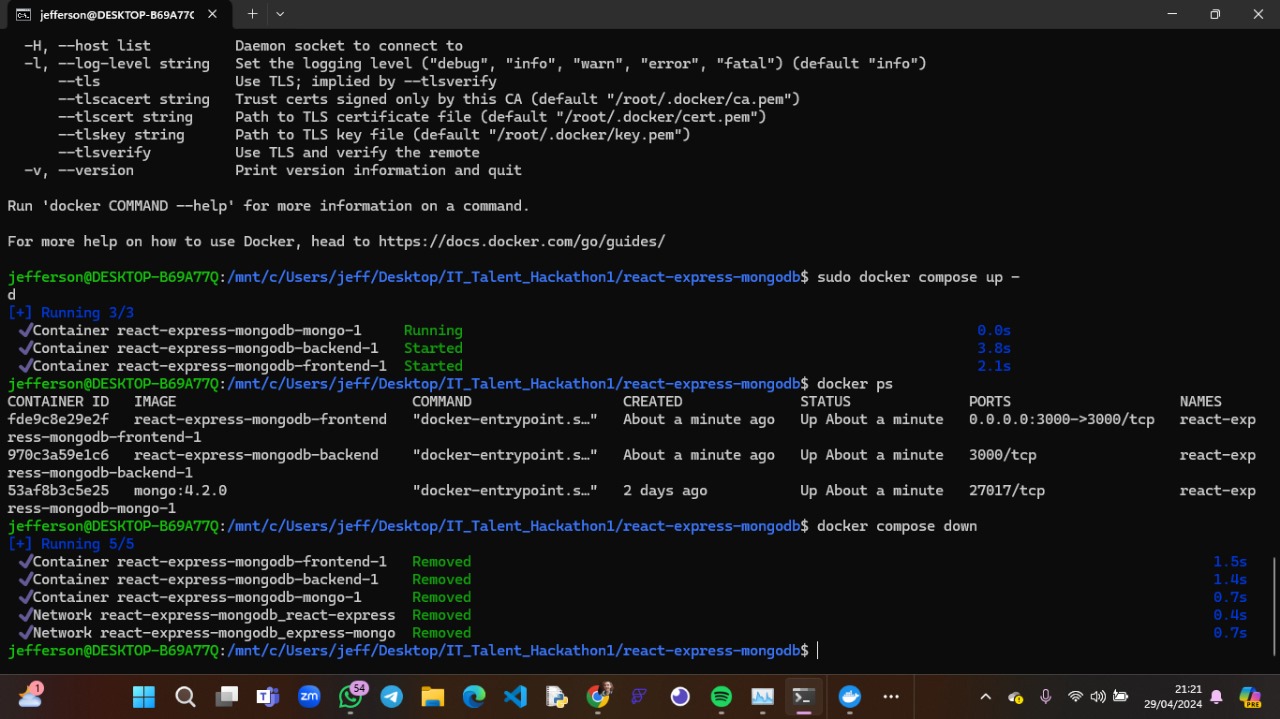 jefferson@DESKTOP-B69A77Q
-H, --host list Daemon socket to connect to
-l, --log-level string Set the logging level ("debug", "info", "warn", "error", "fatal") (default "info")
--tls Use TLS; implied by --tlsverify
--tlscacert string Trust certs signed only by this CA (default "/root/.docker/ca.pem")
--tlscert string Path to TLS certificate file (default "/root/.docker/cert.pem")
--tlskey string Path to TLS key file (default "/root/.docker/key.pem")
--tlsverify Use TLS and verify the remote
-v, --version Print version information and quit
Run 'docker COMMAND --help' for more information on a command.
For more help on how to use Docker, head to https://docs.docker.com/go/guides/
jefferson@DESKTOP-B69A77Q:/mnt/c/Users/jeff/Desktop/IT_Talent_Hackathon1/react-express-mongodb$ sudo docker compose up -
d
[+] Running 3/3
✔Container react-express-mongodb-mongo-1 Running 0.0s
✔Container react-express-mongodb-backend-1 Started 3.8s
✔Container react-express-mongodb-frontend-1 Started 2.1s
jefferson@DESKTOP-B69A77Q:/mnt/c/Users/jeff/Desktop/IT_Talent_Hackathon1/react-express-mongodb$ docker ps
CONTAINER ID IMAGE COMMAND CREATED STATUS PORTS NAMES
fde9c8e29e2f react-express-mongodb-frontend "docker-entrypoint.s…" About a minute ago Up About a minute 0.0.0.0:3000->3000/tcp react-exp
ress-mongodb-frontend-1
970c3a59e1c6 react-express-mongodb-backend "docker-entrypoint.s…" About a minute ago Up About a minute 3000/tcp react-exp
ress-mongodb-backend-1
53af8b3c5e25 mongo:4.2.0 "docker-entrypoint.s…" 2 days ago Up About a minute 27017/tcp react-exp
ress-mongodb-mongo-1
jefferson@DESKTOP-B69A77Q:/mnt/c/Users/jeff/Desktop/IT_Talent_Hackathon1/react-express-mongodb$ docker compose down
[+] Running 5/5
✔Container react-express-mongodb-frontend-1 Removed 1.5s
✔Container react-express-mongodb-backend-1 Removed 1.4s
✔Container react-express-mongodb-mongo-1 Removed 0.7s
✔Network react-express-mongodb_react-express Removed 0.4s
✔Network react-express-mongodb_express-mongo Removed 0.7s
jefferson@DESKTOP-B69A77Q:/mnt/c/Users/jeff/Desktop/IT_Talent_Hackathon1/react-express-mongodb$
1
zm
54
PRE
21:21
29/04/2024